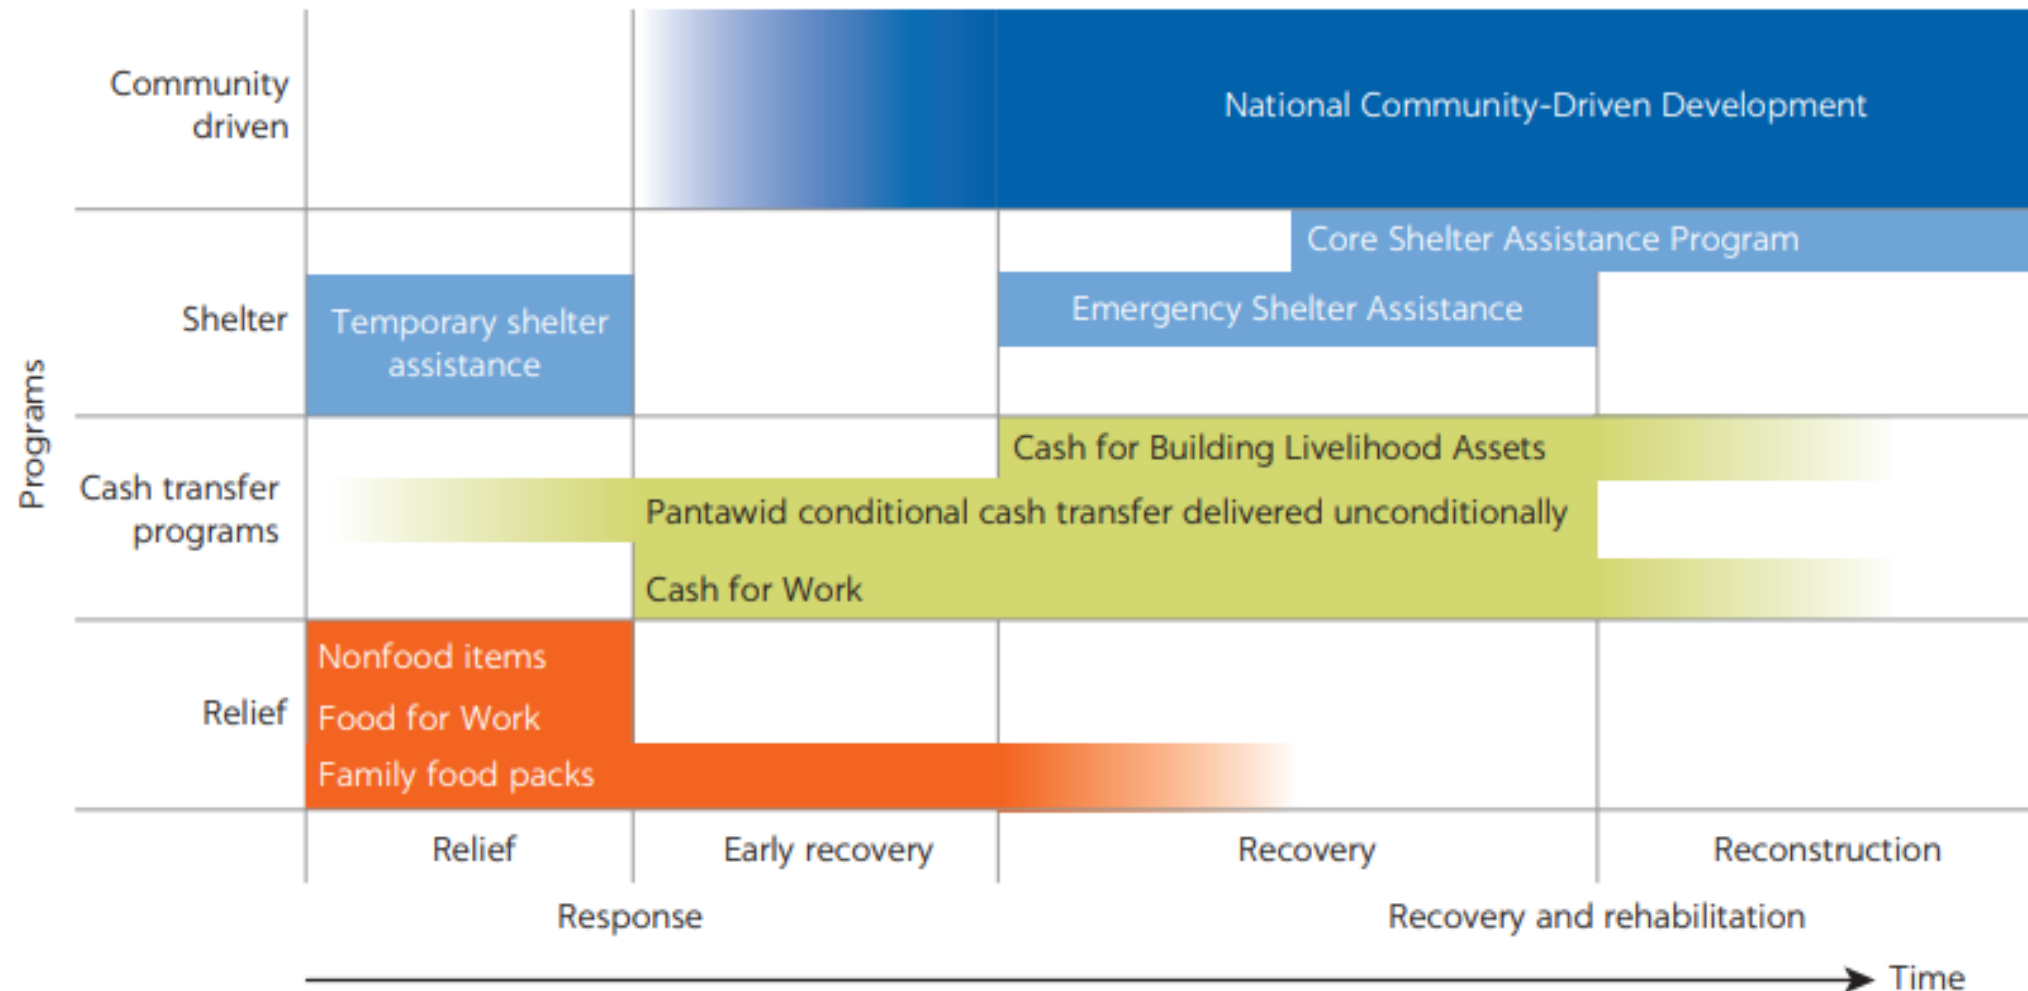 Programs
Community
driven
National Community-Driven Development
Shelter
Core Shelter Assistance Program
Temporary shelter
assistance
Emergency Shelter Assistance
Cash transfer
programs
Cash for Building Livelihood Assets
Pantawid conditional cash transfer delivered unconditionally
Cash for Work
Relief
Nonfood items
Food for Work
Family food packs
Relief
Early recovery
Recovery
Reconstruction
Response
Recovery and rehabilitation
Time